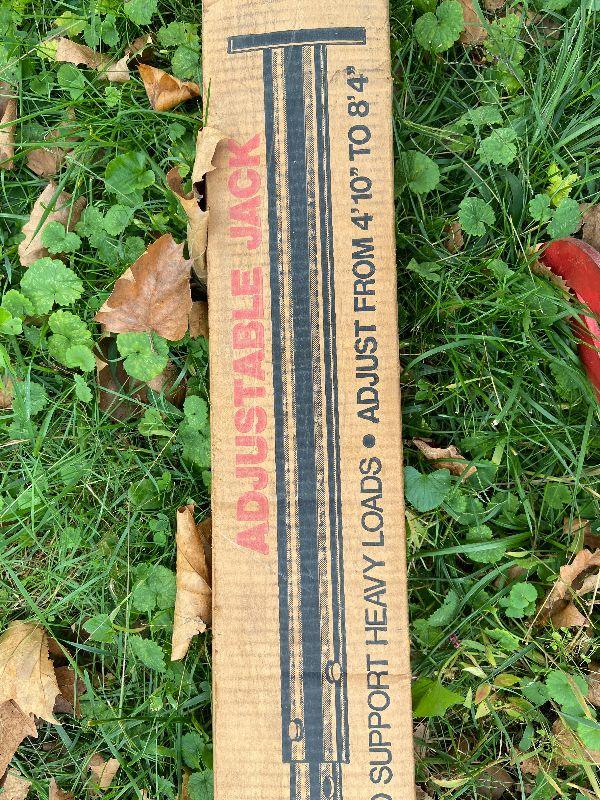 ADJUSTABLE JACK
SUPPORT HEAVY LOADS • ADJUST FROM 4'10" TO 8'4"